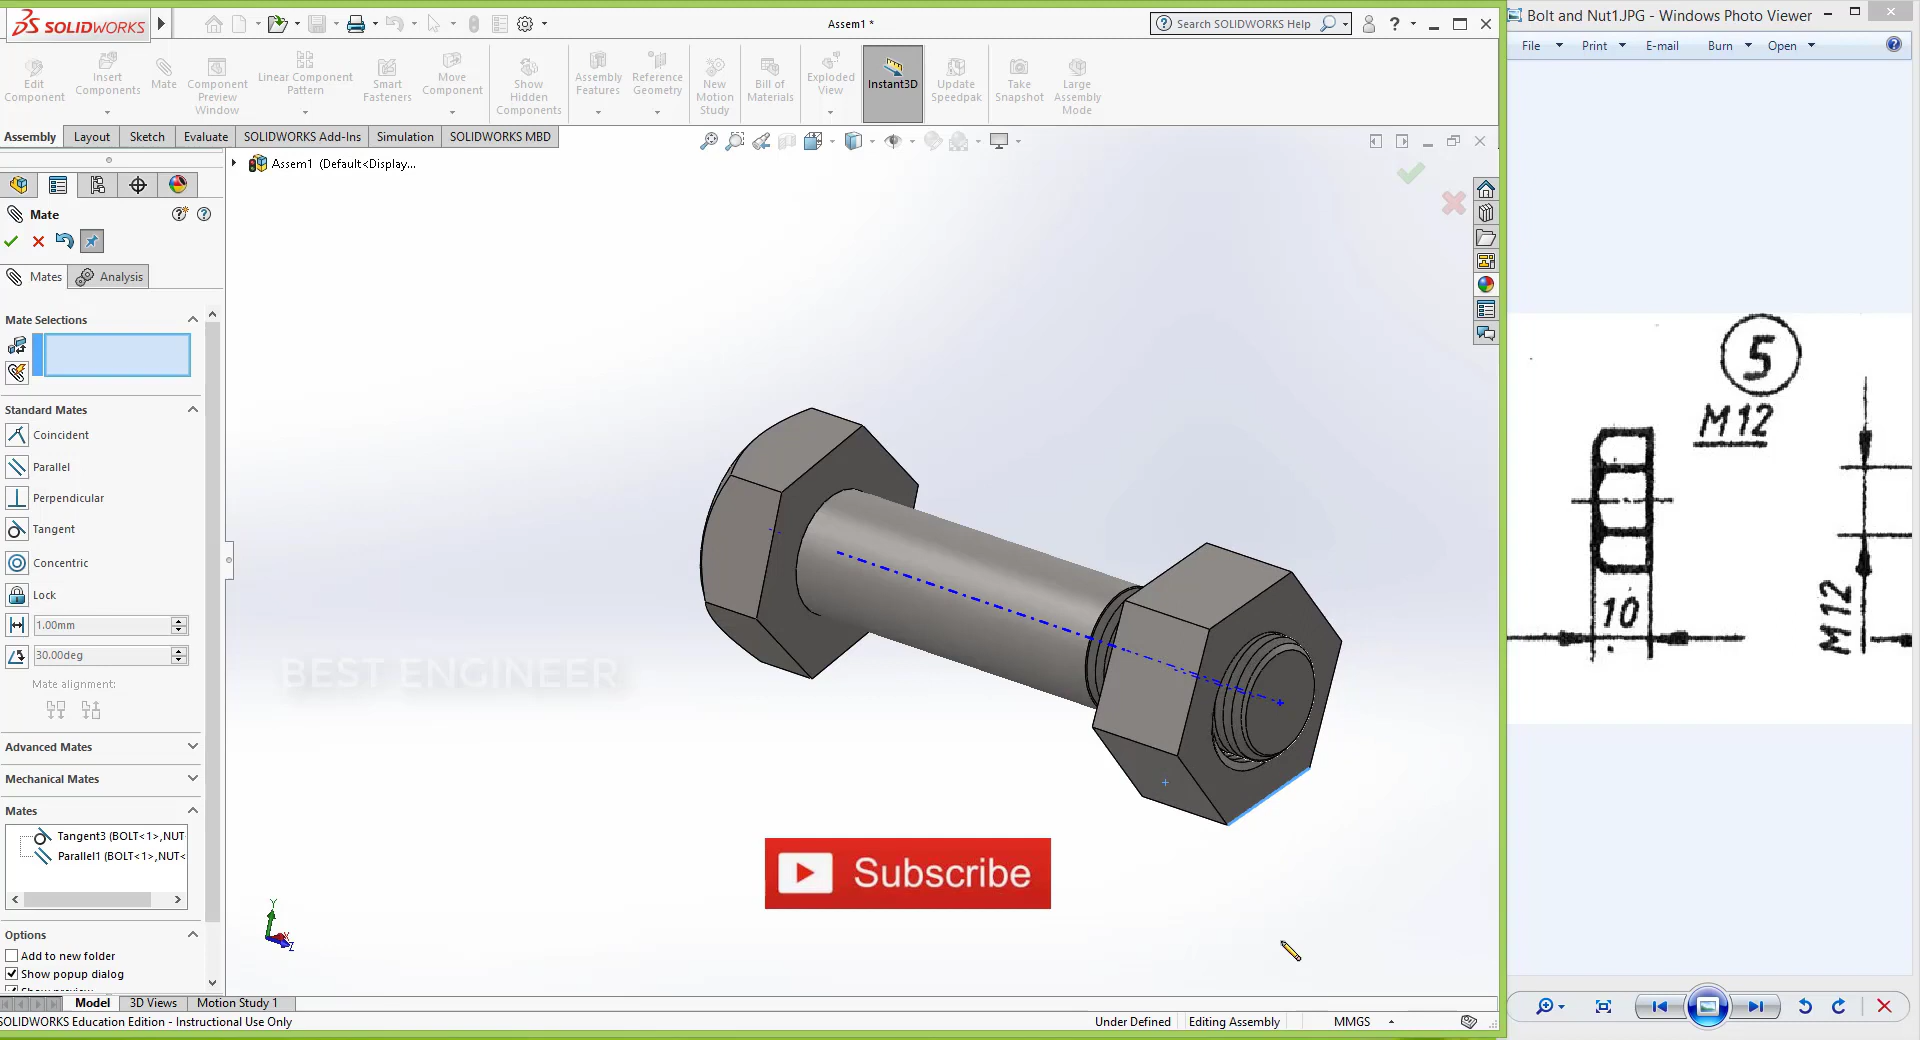 SOLIDWORKS
Assem1 *
Search SOLIDWORKS Help
Bolt and Nut1.JPG - Windows Photo Viewer
File
Print
E-mail
Burn
Open
Edit Component
Insert Components
Mate
Component Preview Window
Linear Component Pattern
Smart Fasteners
Move Component
Show Hidden Components
Assembly Features
Reference Geometry
New Motion Study
Bill of Materials
Exploded View
Instant3D
Update Speedpak
Take Snapshot
Large Assembly Mode
Assembly
Layout
Sketch
Evaluate
SOLIDWORKS Add-Ins
Simulation
SOLIDWORKS MBD
Assem1 (Default<Display...
Mate
Mates
Analysis
Mate Selections
Standard Mates
Coincident
Parallel
Perpendicular
Tangent
Concentric
Lock
1.00mm
30.00deg
Mate alignment:
Advanced Mates
Mechanical Mates
Mates
Tangent3 (BOLT<1>,NUT
Parallel1 (BOLT<1>,NUT<
Options
Add to new folder
Show popup dialog
BEST ENGINEER
Subscribe
5
M12
10
M12
Model
3D Views
Motion Study 1
SOLIDWORKS Education Edition - Instructional Use Only
Under Defined
Editing Assembly
MMGS